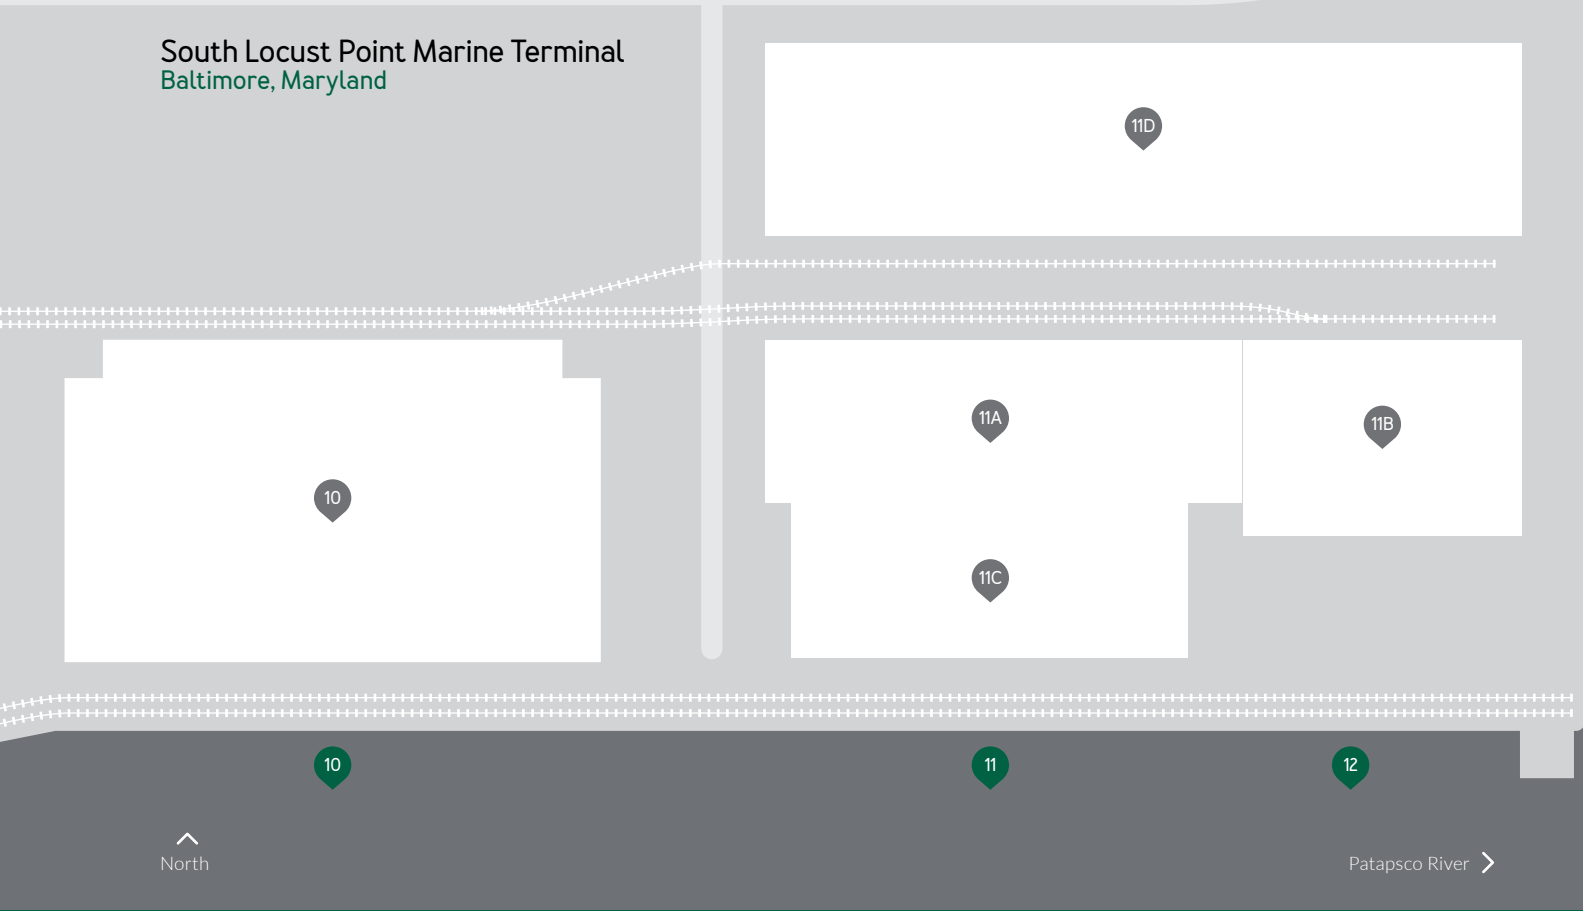 South Locust Point Marine Terminal
Baltimore, Maryland
11D
11A
11B
10
11C
10
11
12
North
Patapsco River